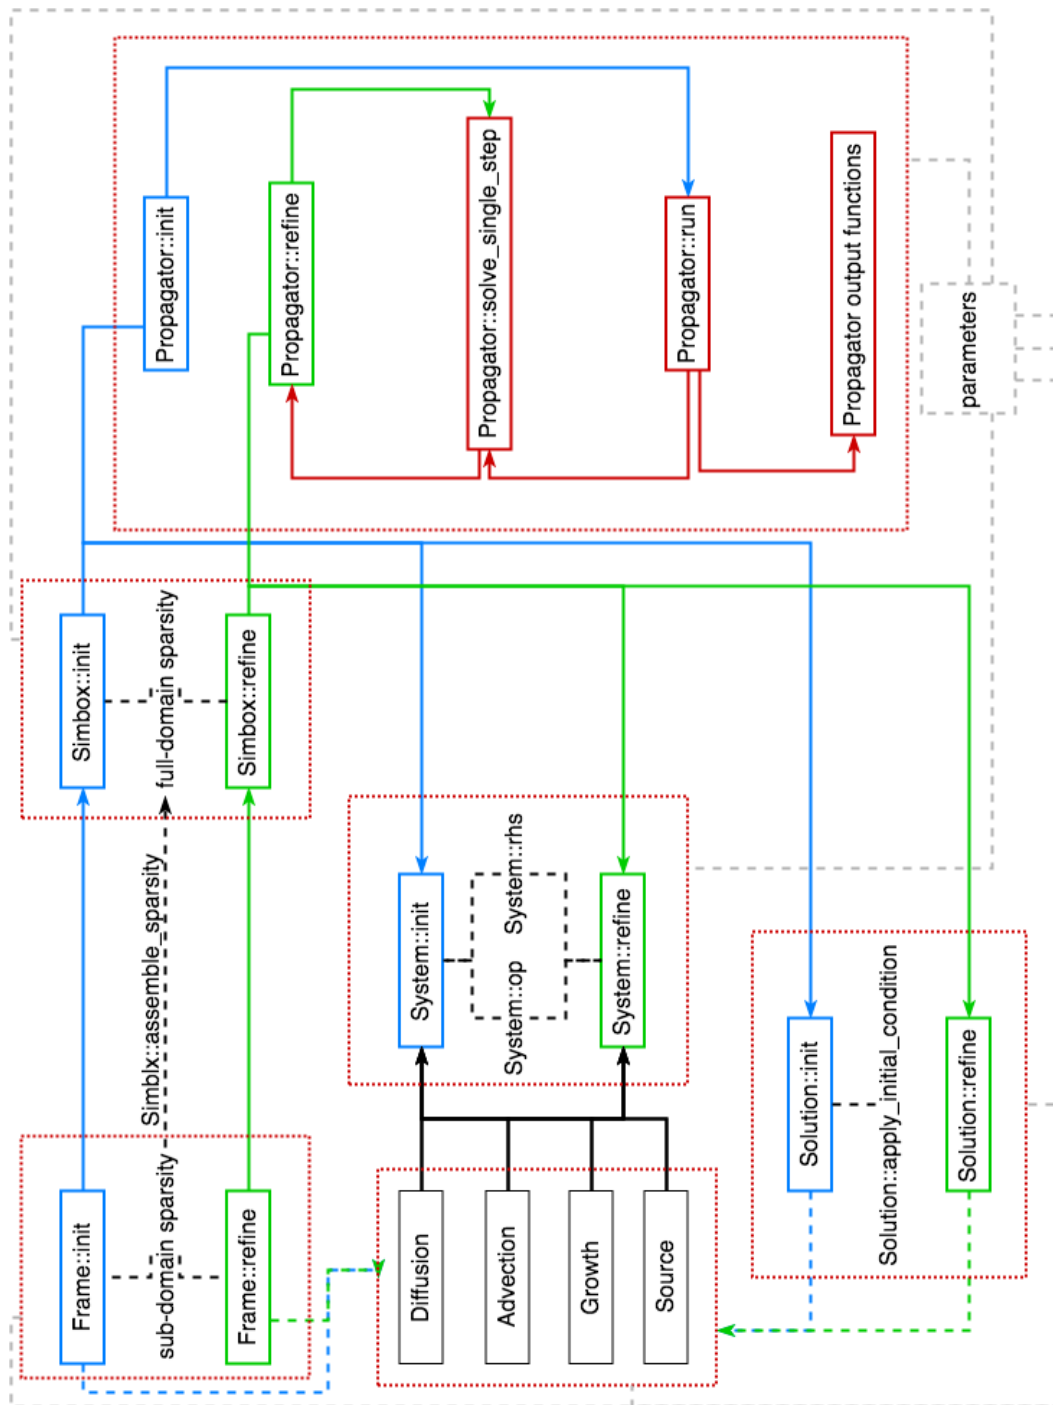 Frame::init
sub-domain sparsity
Frame::refine
Simblx::assemble_sparsity
Simbox::init
full-domain sparsity
Simbox::refine
Propagator::init
Propagator::refine
Propagator::solve_single_step
Propagator::run
Propagator output functions
Diffusion
Advection
Growth
Source
System::init
System::op
System::rhs
System::refine
Solution::init
Solution::apply_initial_condition
Solution::refine
parameters